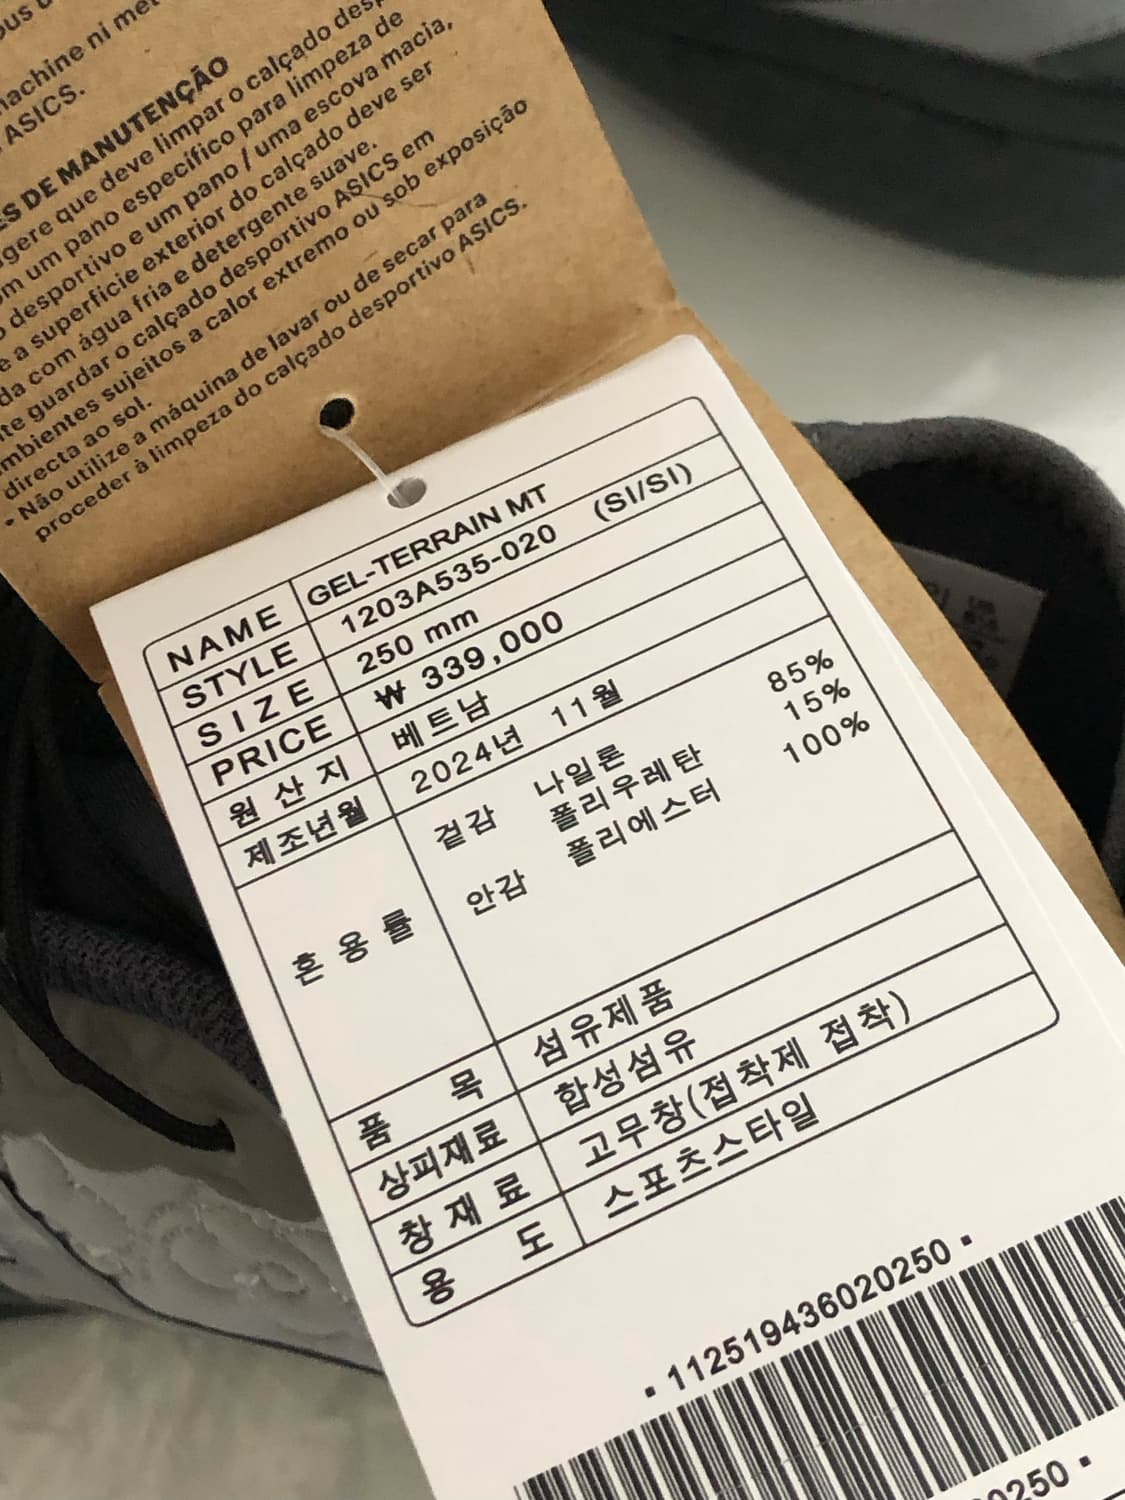 machine ni
ASICS.
DE MANUTENÇÃO
que deve limpar o calçado
um pano específico para limpeza de
desportivo e um pano / uma escova macia,
a superfície exterior do calçado deve ser
com água fria e detergente suave.
guardar o calçado desportivo ASICS em
ambientes sujeitos a calor extremo ou sob exposição
directa ao sol.
• Não utilize a máquina de lavar ou de secar para
proceder à limpeza do calçado desportivo ASICS.
NAME GEL-TERRAIN MT
STYLE 1203A535-020 (SI/SI)
SIZE 250 mm
PRICE ₩ 339,000
원산지 베트남
제조년월 2024년 11월
혼용률 겉감 나일론 85%
폴리우레탄 15%
안감 폴리에스터 100%
품목 섬유제품
상피재료 합성섬유
창재료 고무창(접착제 접착)
용도 스포츠스타일
▪ 112519436020250 ▪